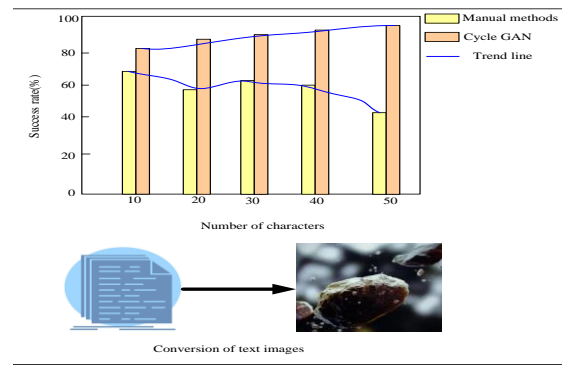 100
80
60
40
20
0
Success rate(%)
10 20 30 40 50
Number of characters
Manual methods
Cycle GAN
Trend line
Conversion of text images